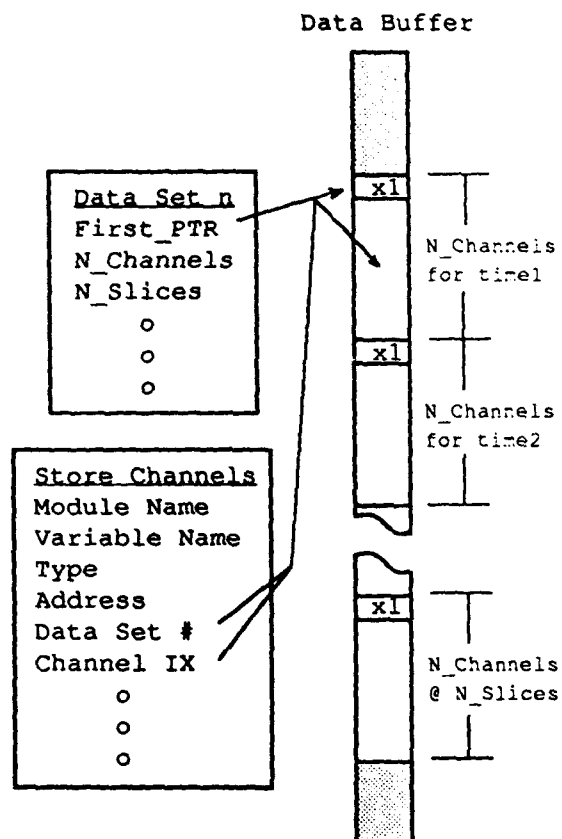 Data Buffer
x1
Data Set n
First_PTR
N_Channels
N_Slices
N_Channels
for time1
x1
N_Channels
for time2
Store Channels
Module Name
Variable Name
Type
Address
Data Set #
Channel IX
x1
N_Channels
@ N_Slices